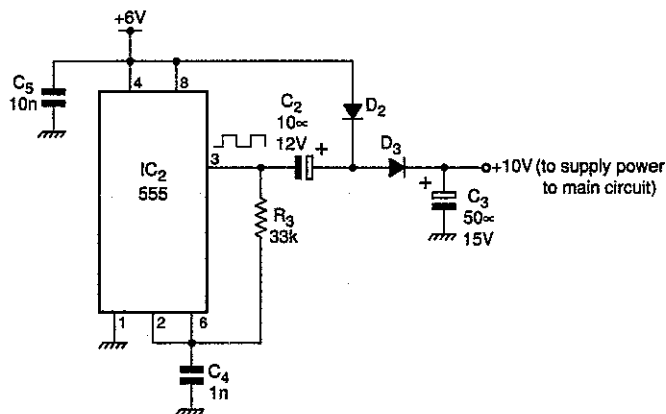 +6V
C5
10n
4
8
C2
10∝
12V
D2
D3
3
IC2
555
R3
33k
+10V (to supply power
to main circuit)
C3
50∝
15V
1
2
6
C4
1n